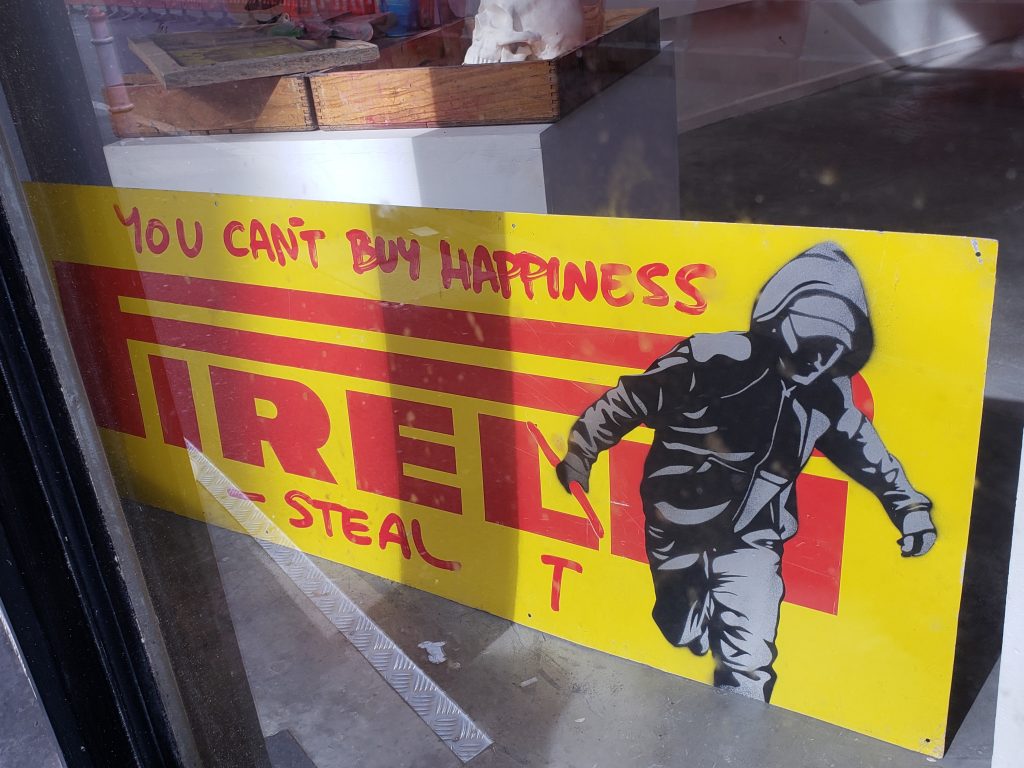 YOU CAN'T BUY HAPPINESS
PIRELLI
- STEAL
T